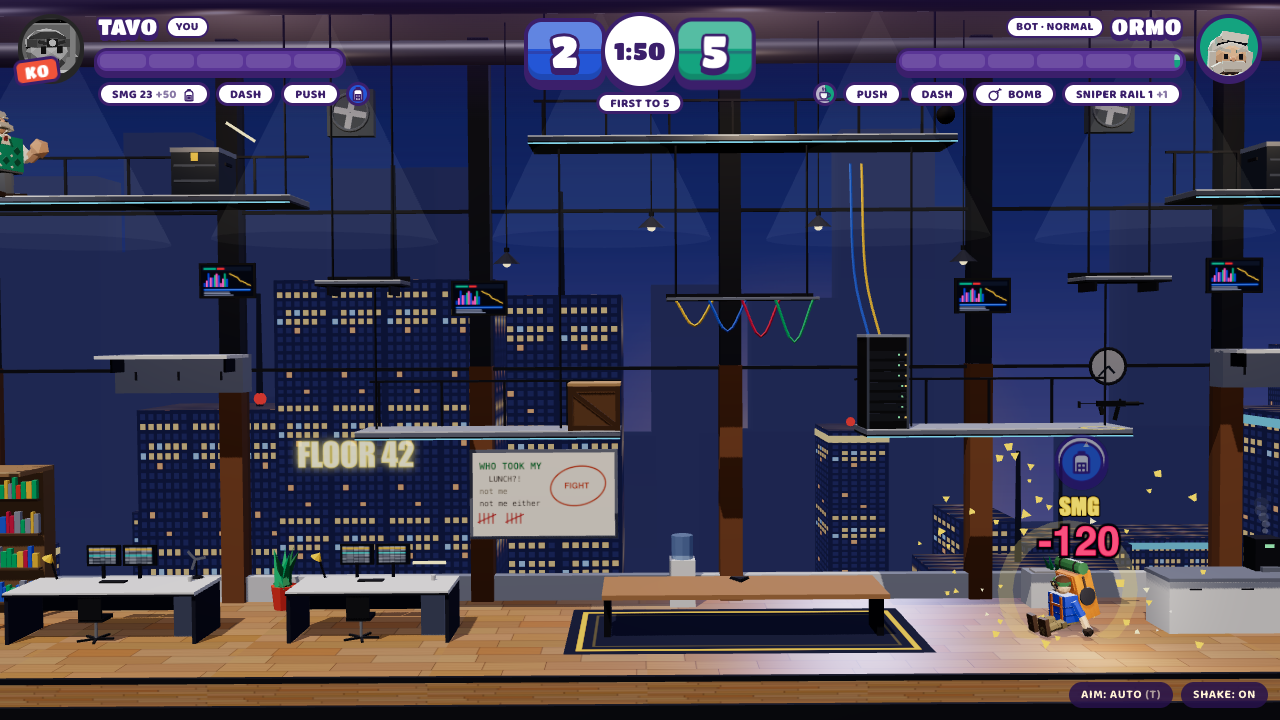 TAVO YOU
KO
SMG 23 +50
DASH
PUSH
2
1:50
5
FIRST TO 5
BOT · NORMAL ORMO
PUSH
DASH
BOMB
SNIPER RAIL 1 +1
FLOOR 42
WHO TOOK MY
LUNCH?!
not me
not me either
FIGHT
SMG
-120
AIM: AUTO (T)
SHAKE: ON